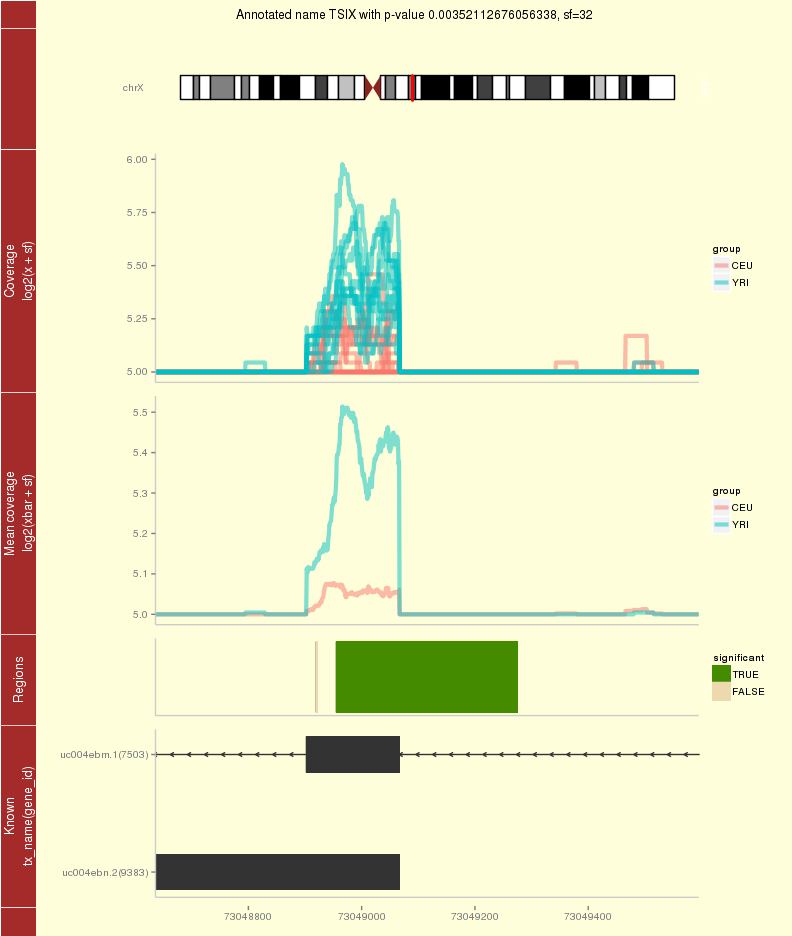 Annotated name TSIX with p-value 0.00352112676056338, sf=32
chrX
Coverage
log2(x + sf)
6.00
5.75
5.50
5.25
5.00
group
CEU
YRI
Mean coverage
log2(xbar + sf)
5.5
5.4
5.3
5.2
5.1
5.0
group
CEU
YRI
Regions
significant
TRUE
FALSE
Known
tx_name(gene_id)
uc004ebm.1(7503)
uc004ebn.2(9383)
73048800 73049000 73049200 73049400